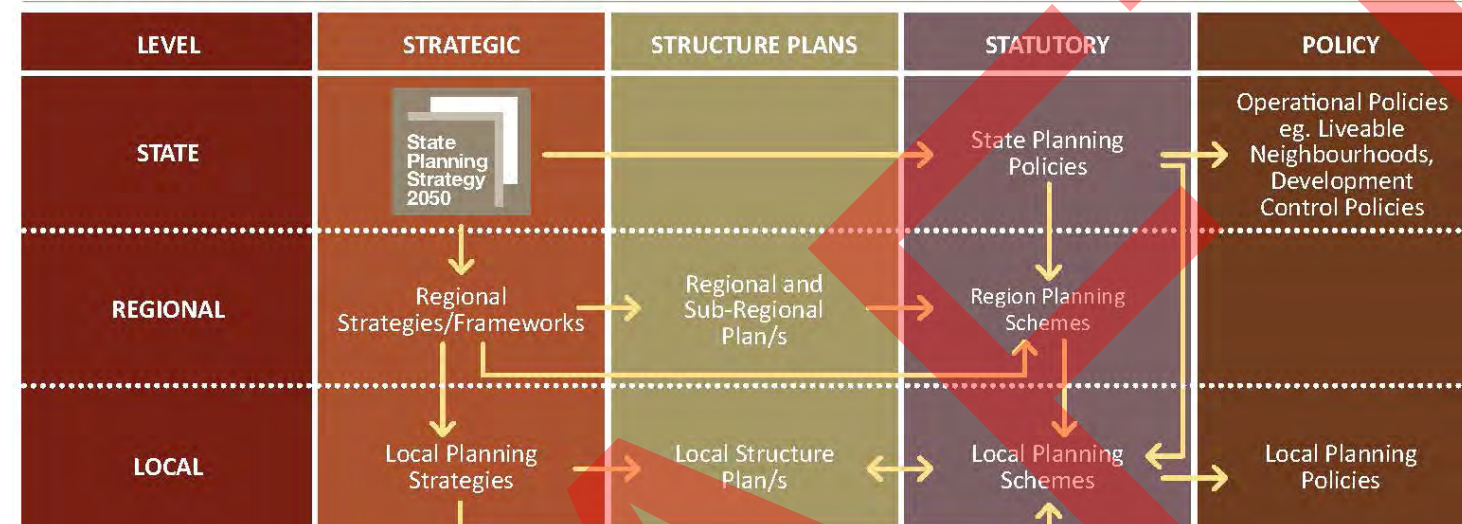 LEVEL
STRATEGIC
STRUCTURE PLANS
STATUTORY
POLICY
STATE
State
Planning
Strategy
2050
State Planning
Policies
Operational Policies
eg. Liveable
Neighbourhoods,
Development
Control Policies
REGIONAL
Regional
Strategies/Frameworks
Regional and
Sub-Regional
Plan/s
Region Planning
Schemes
LOCAL
Local Planning
Strategies
Local Structure
Plan/s
Local Planning
Schemes
Local Planning
Policies